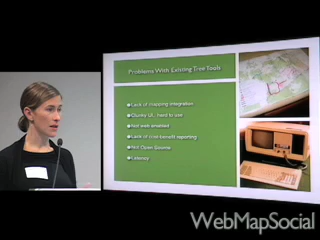 Problems With Existing Tree Tools
Lack of mapping integration
Clunky UI, hard to use
Not web enabled
Lack of cost-benefit reporting
Not Open Source
Latency
WebMapSocial